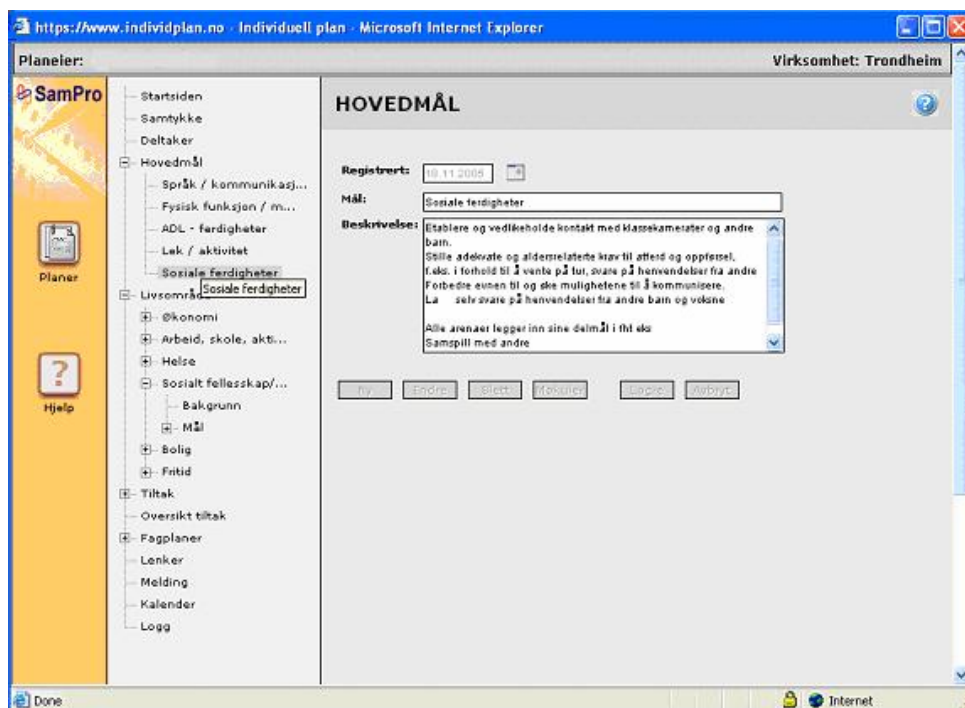 https://www.individplan.no - Individuell plan - Microsoft Internet Explorer
Planeier:
Virksomhet: Trondheim
SamPro
Planer
Hjelp
Startsiden
Samtykke
Deltaker
Hovedmål
Språk / kommunikasj...
Fysisk funksjon / m...
ADL - ferdigheter
Lek / aktivitet
Sosiale ferdigheter
Sosiale ferdigheter
Livsområde
Økonomi
Arbeid, skole, akti...
Helse
Sosialt fellesskap/...
Bakgrunn
Mål
Bolig
Fritid
Tiltak
Oversikt tiltak
Fagplaner
Lenker
Melding
Kalender
Logg
HOVEDMÅL
Registrert:
18.11.2005
Mål:
Sosiale ferdigheter
Beskrivelse:
Etablere og vedlikeholde kontakt med klassekamerater og andre
barn.
Stille adekvate og aldersrelaterte krav til atferd og oppførsel,
f.eks. i forhold til å vente på tur, svare på henvendelser fra andre
Forbedre evnen til og øke mulighetene til å kommunisere.
La selv svare på henvendelser fra andre barn og voksne
Alle arenaer legger inn sine delmål i fht eks
Samspill med andre
Ny
Endre
Slett
Makuler
Lagre
Avbryt
Done
Internet